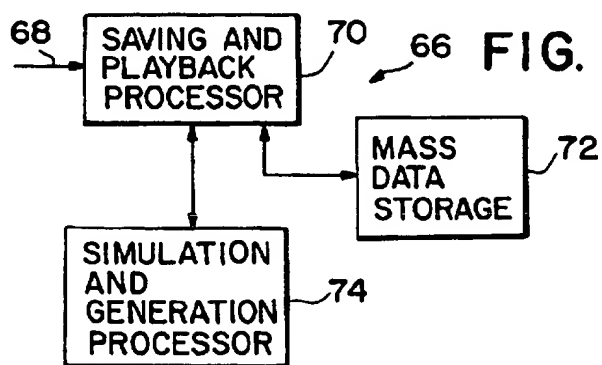 68
SAVING AND
PLAYBACK
PROCESSOR
70
66
FIG.
MASS
DATA
STORAGE
72
SIMULATION
AND
GENERATION
PROCESSOR
74